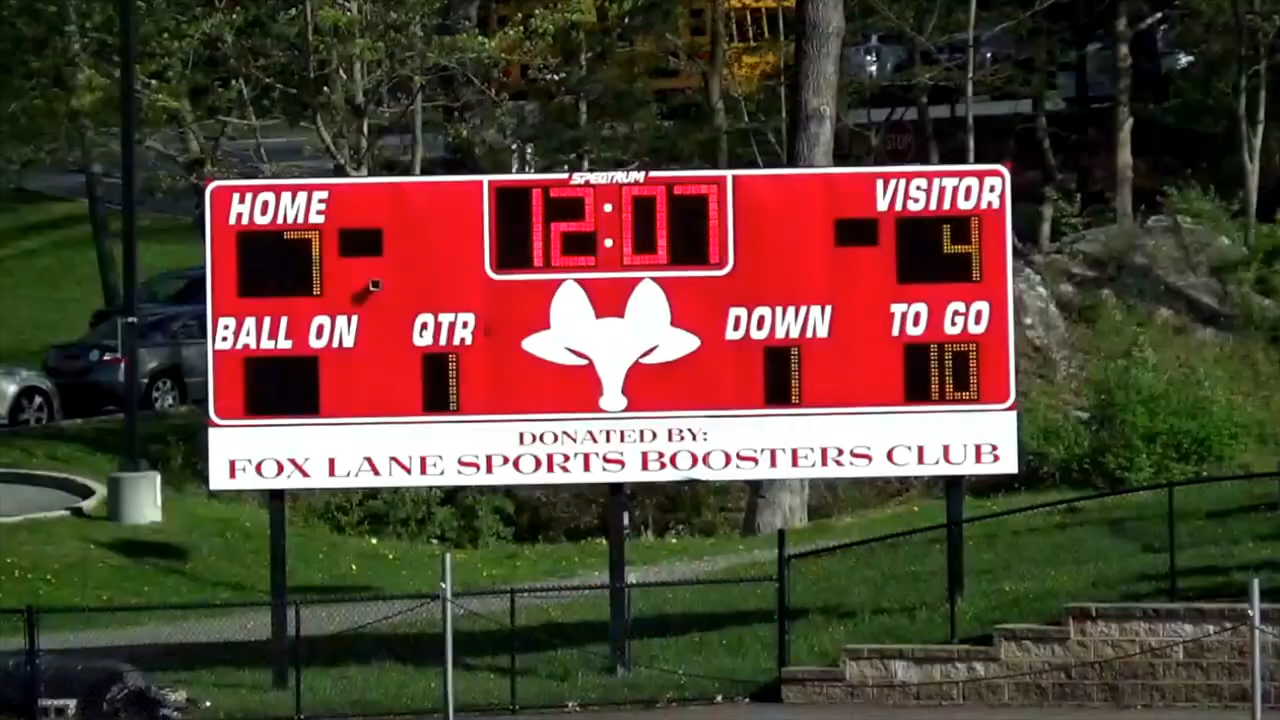 SPECTRUM
HOME 12:07 VISITOR
7 4
BALL ON QTR DOWN TO GO
1 1 10
DONATED BY:
FOX LANE SPORTS BOOSTERS CLUB
STOP